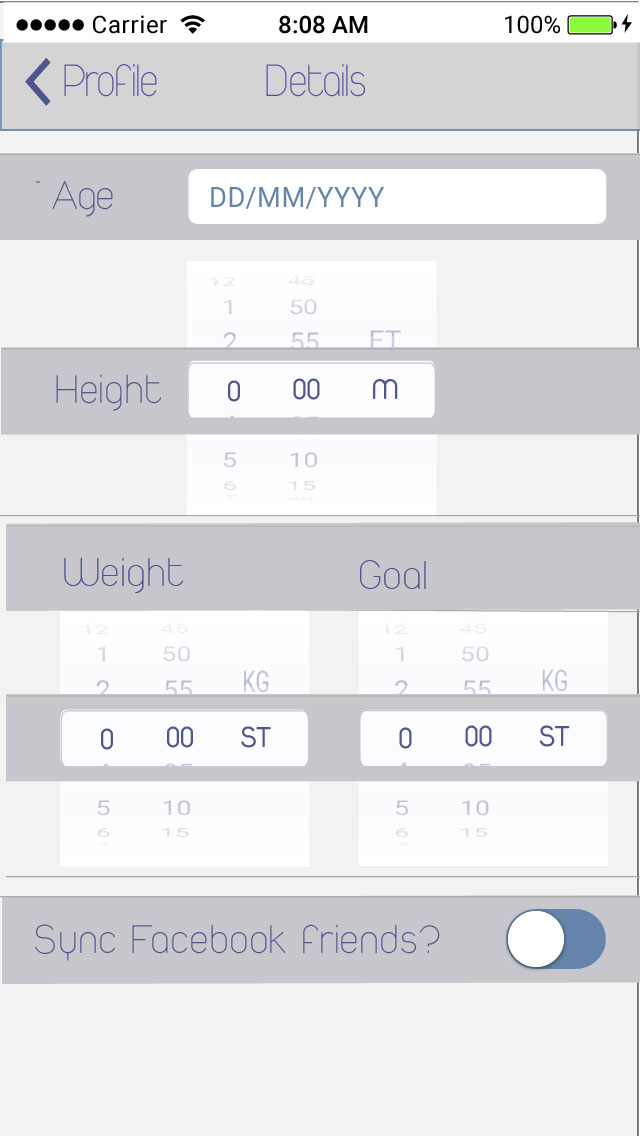 Carrier 8:08 AM 100%
Profile Details
Age DD/MM/YYYY
12 45
1 50
2 55 FT
Height 0 00 M
5 10
6 15
Weight Goal
12 45 12 45
1 50 1 50
2 55 KG 2 55 KG
0 00 ST 0 00 ST
5 10 5 10
6 15 6 15
Sync Facebook friends?